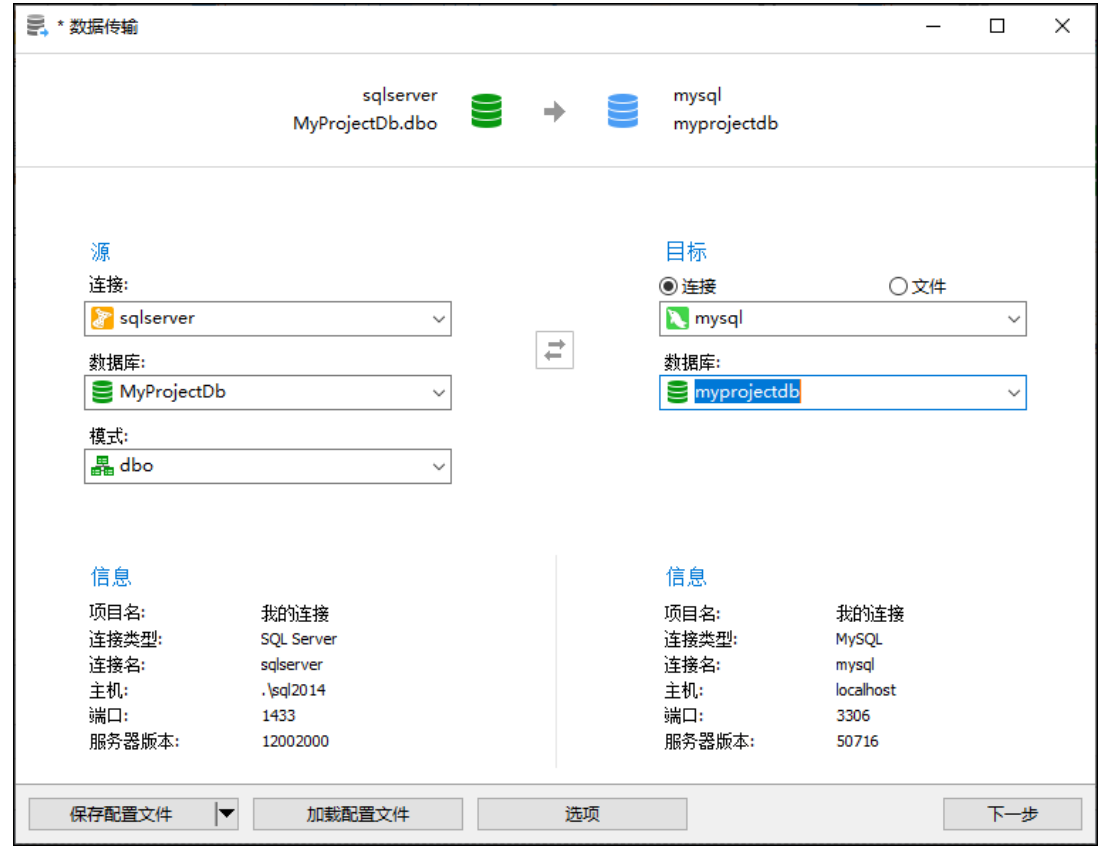 * 数据传输
sqlserver
MyProjectDb.dbo
mysql
myprojectdb
源
连接:
sqlserver
数据库:
MyProjectDb
模式:
dbo
目标
连接 文件
mysql
数据库:
myprojectdb
信息
项目名: 我的连接
连接类型: SQL Server
连接名: sqlserver
主机: .\sql2014
端口: 1433
服务器版本: 12002000
信息
项目名: 我的连接
连接类型: MySQL
连接名: mysql
主机: localhost
端口: 3306
服务器版本: 50716
保存配置文件 加载配置文件 选项 下一步